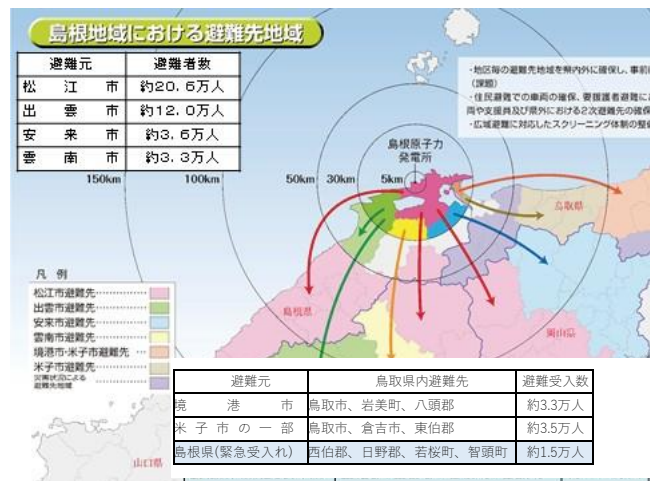 島根地域における避難先地域
避難元 避難者数
松江市 約20.6万人
出雲市 約12.0万人
安来市 約3.6万人
雲南市 約3.3万人
・地区毎の避難先地域を県内外に確保し、事前
(課題)
・住民避難での車両の確保、要援護者避難に
両や支援員及び県外における2次避難先の確保
・広域避難に対応したスクリーニング体制の整
島根原子力
発電所
150km 100km 50km 30km 5km
鳥取県
凡 例
松江市避難先
出雲市避難先
安来市避難先
雲南市避難先
境港市・米子市避難先
米子市避難先
災害状況による
避難先地域
島根県
岡山県
避難元 鳥取県内避難先 避難受入数
境港市 鳥取市、岩美町、八頭郡 約3.3万人
米子市の一部 鳥取市、倉吉市、東伯郡 約3.5万人
島根県(緊急受入れ) 西伯郡、日野郡、若桜町、智頭町 約1.5万人
山口県